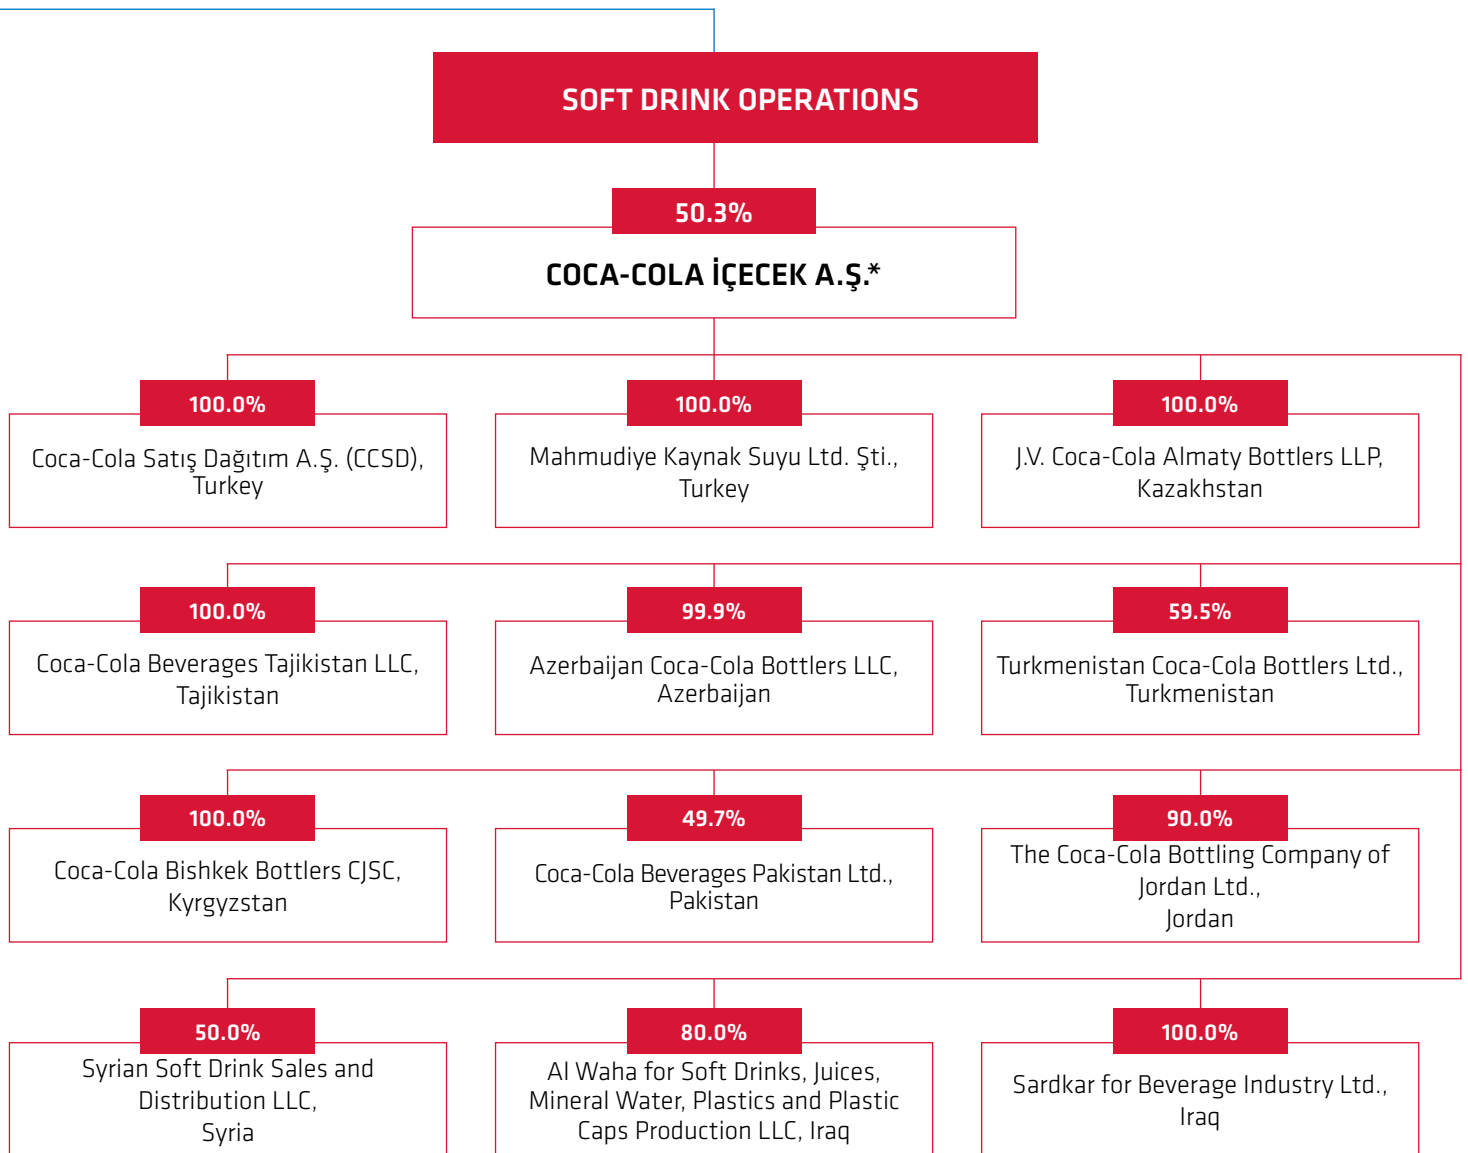 SOFT DRINK OPERATIONS
50.3%
COCA-COLA İÇECEK A.Ş.*
100.0%
Coca-Cola Satış Dağıtım A.Ş. (CCSD),
Turkey
100.0%
Mahmudiye Kaynak Suyu Ltd. Şti.,
Turkey
100.0%
J.V. Coca-Cola Almaty Bottlers LLP,
Kazakhstan
100.0%
Coca-Cola Beverages Tajikistan LLC,
Tajikistan
99.9%
Azerbaijan Coca-Cola Bottlers LLC,
Azerbaijan
59.5%
Turkmenistan Coca-Cola Bottlers Ltd.,
Turkmenistan
100.0%
Coca-Cola Bishkek Bottlers CJSC,
Kyrgyzstan
49.7%
Coca-Cola Beverages Pakistan Ltd.,
Pakistan
90.0%
The Coca-Cola Bottling Company of
Jordan Ltd.,
Jordan
50.0%
Syrian Soft Drink Sales and
Distribution LLC,
Syria
80.0%
Al Waha for Soft Drinks, Juices,
Mineral Water, Plastics and Plastic
Caps Production LLC, Iraq
100.0%
Sardkar for Beverage Industry Ltd.,
Iraq